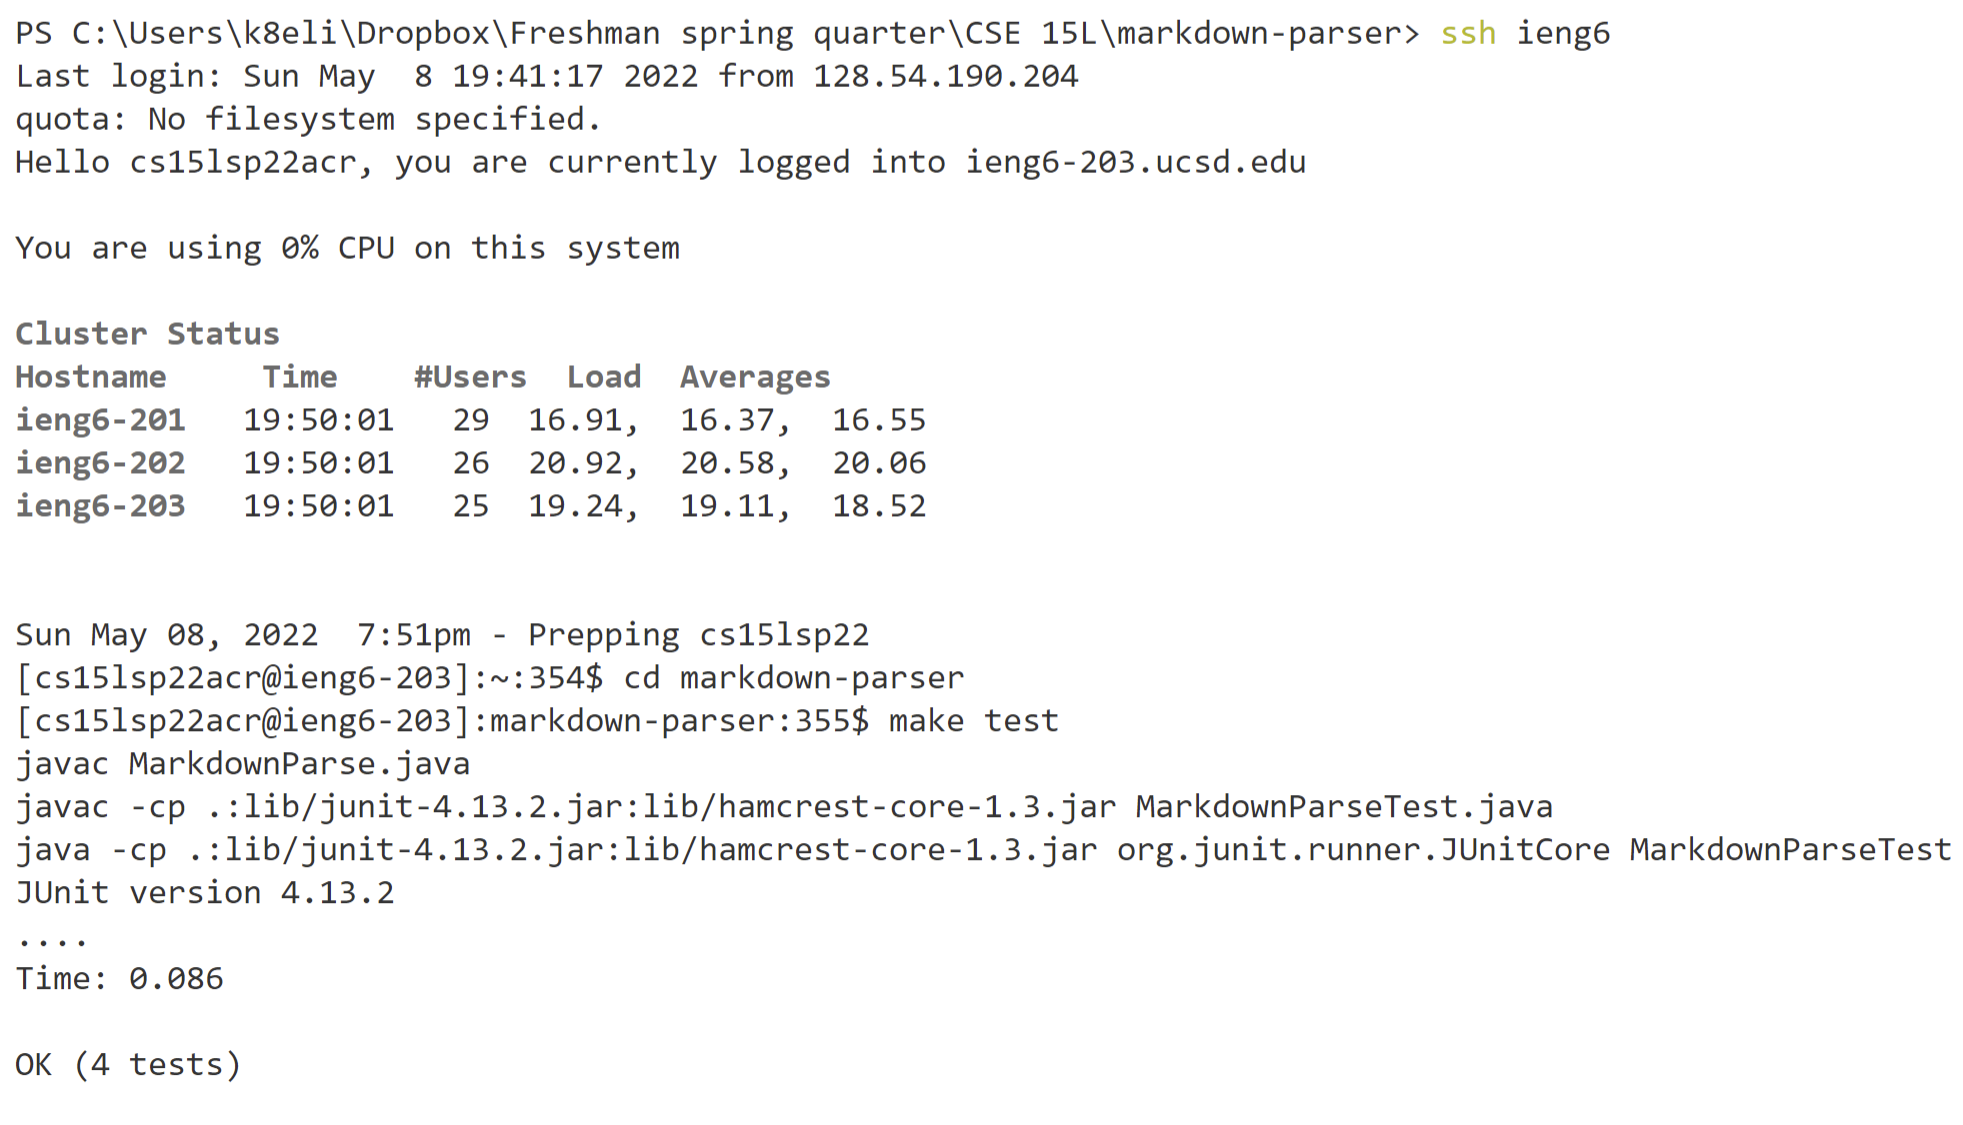 PS C:\Users\k8eli\Dropbox\Freshman spring quarter\CSE 15L\markdown-parser> ssh ieng6
Last login: Sun May  8 19:41:17 2022 from 128.54.190.204
quota: No filesystem specified.
Hello cs15lsp22acr, you are currently logged into ieng6-203.ucsd.edu
You are using 0% CPU on this system
Cluster Status
Hostname     Time    #Users  Load  Averages
ieng6-201   19:50:01   29  16.91,  16.37,  16.55
ieng6-202   19:50:01   26  20.92,  20.58,  20.06
ieng6-203   19:50:01   25  19.24,  19.11,  18.52
Sun May 08, 2022  7:51pm - Prepping cs15lsp22
[cs15lsp22acr@ieng6-203]:~:354$ cd markdown-parser
[cs15lsp22acr@ieng6-203]:markdown-parser:355$ make test
javac MarkdownParse.java
javac -cp .:lib/junit-4.13.2.jar:lib/hamcrest-core-1.3.jar MarkdownParseTest.java
java -cp .:lib/junit-4.13.2.jar:lib/hamcrest-core-1.3.jar org.junit.runner.JUnitCore MarkdownParseTest
JUnit version 4.13.2
....
Time: 0.086
OK (4 tests)